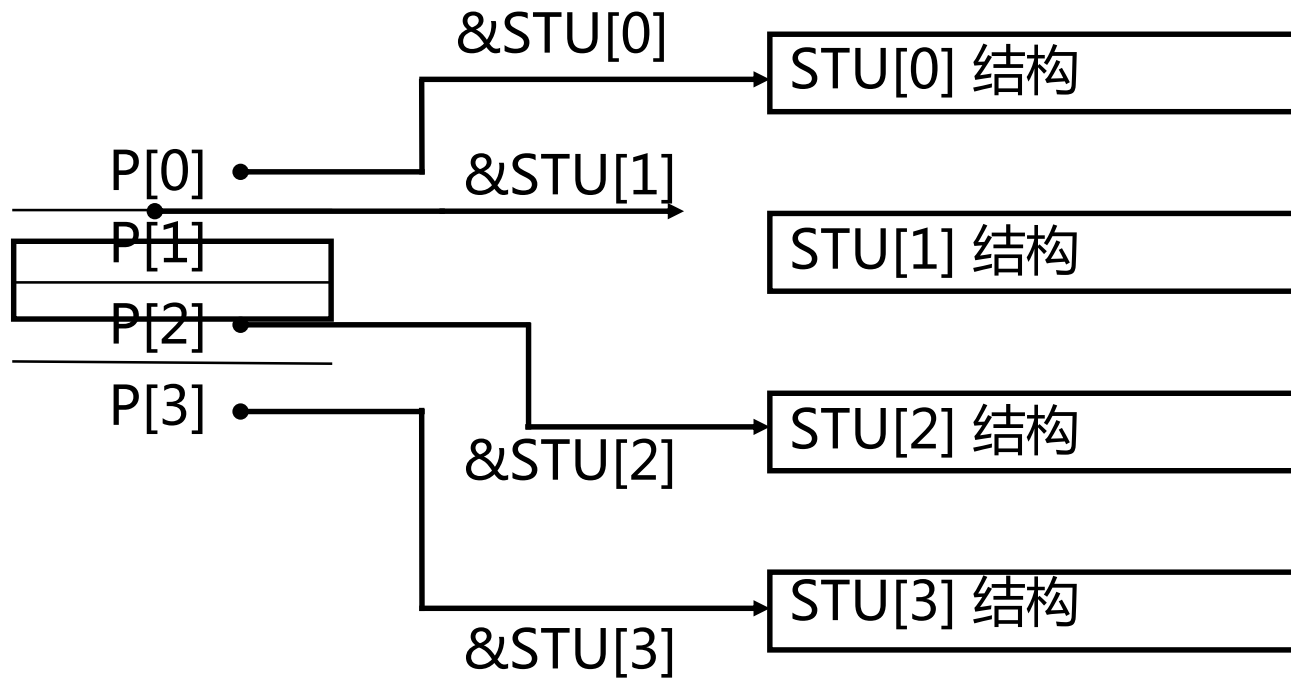 &STU[0]
STU[0] 结构
P[0]
&STU[1]
P[1]
STU[1] 结构
P[2]
P[3]
STU[2] 结构
&STU[2]
STU[3] 结构
&STU[3]